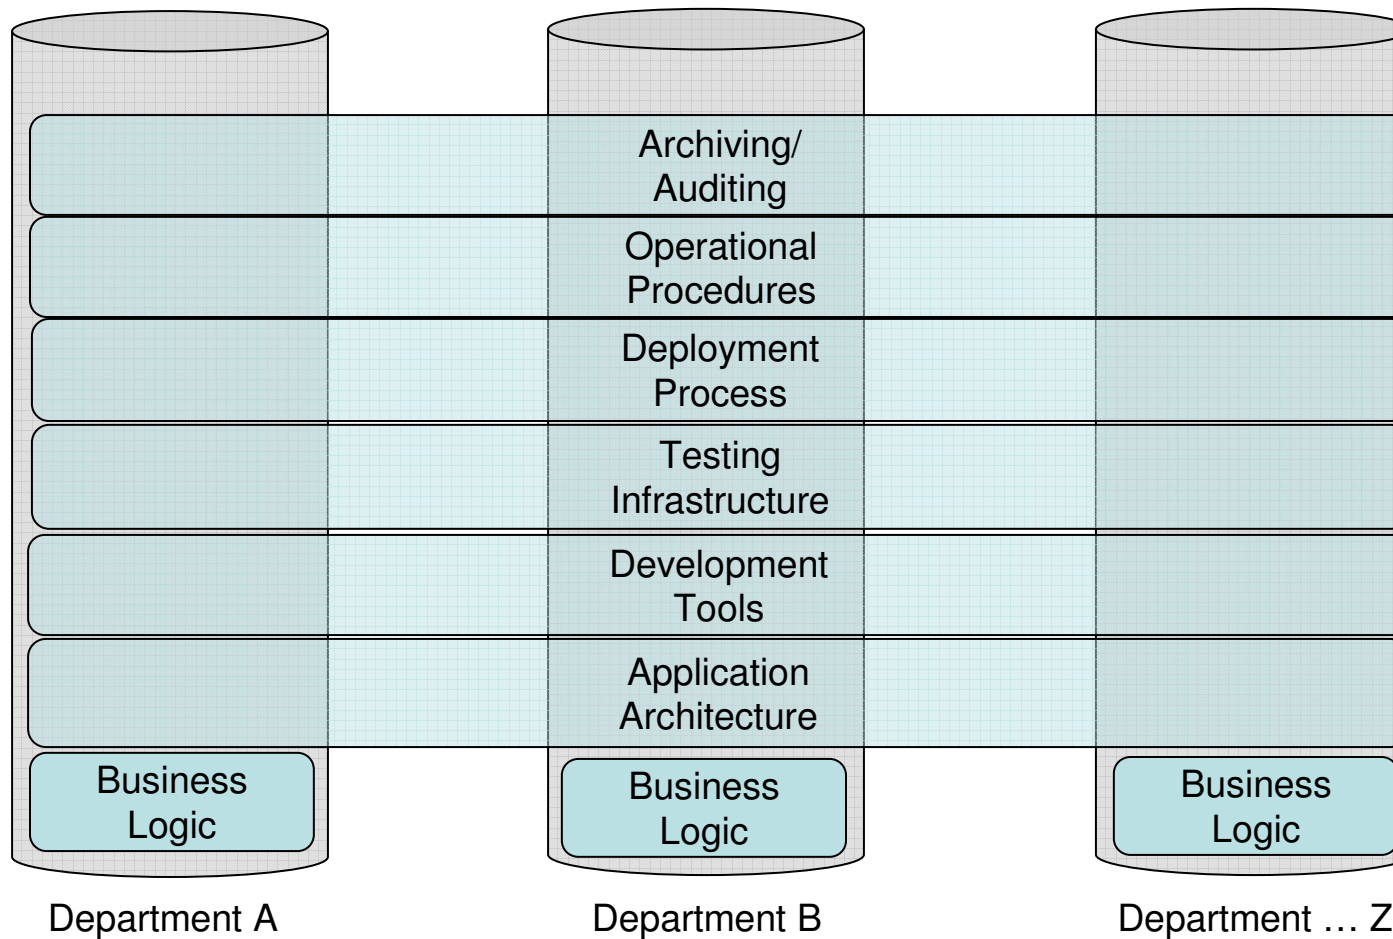 Archiving/
Auditing
Operational
Procedures
Deployment
Process
Testing
Infrastructure
Development
Tools
Application
Architecture
Business
Logic
Business
Logic
Business
Logic
Department A
Department B
Department … Z